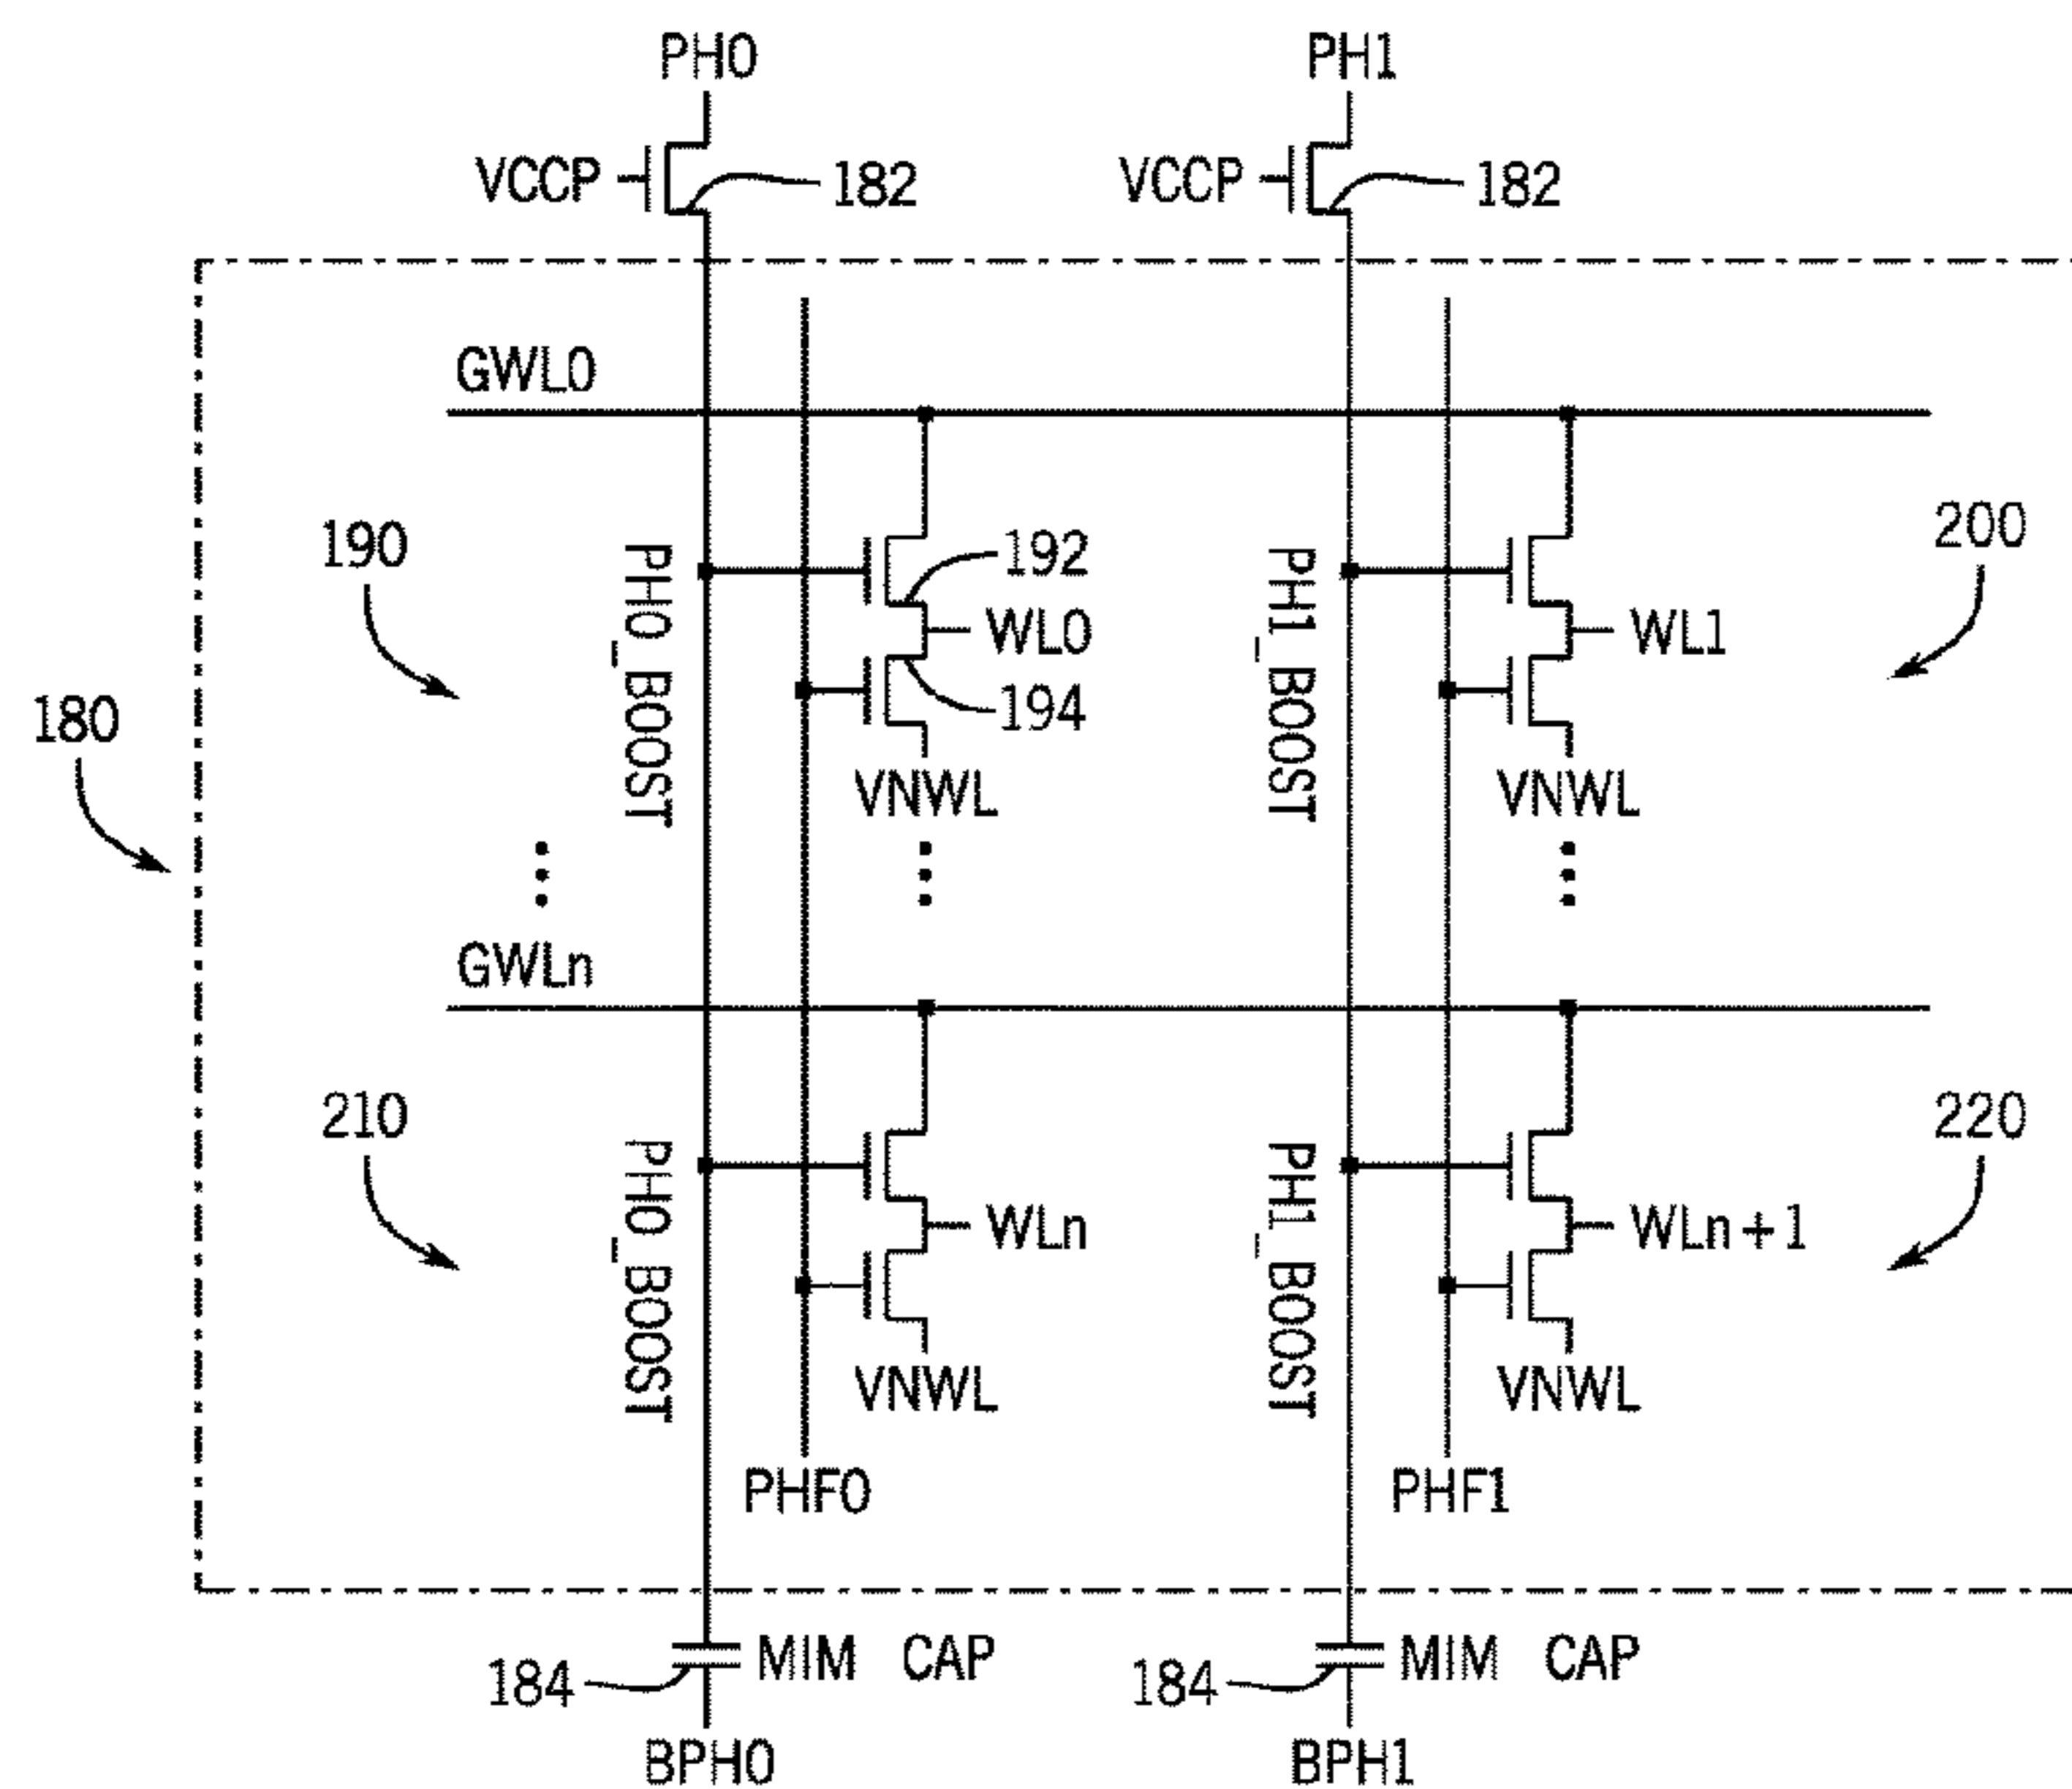 PH0 PH1
VCCP 182 VCCP 182
GWL0
190 PH0_BOOST 192 PH1_BOOST 200
WL0 WL1
180 194
VNWL VNWL
GWLn
210 PH0_BOOST PH1_BOOST 220
WLn WLn+1
VNWL VNWL
PHF0 PHF1
184 MIM CAP 184 MIM CAP
BPH0 BPH1